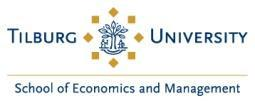 TILBURG UNIVERSITY
School of Economics and Management